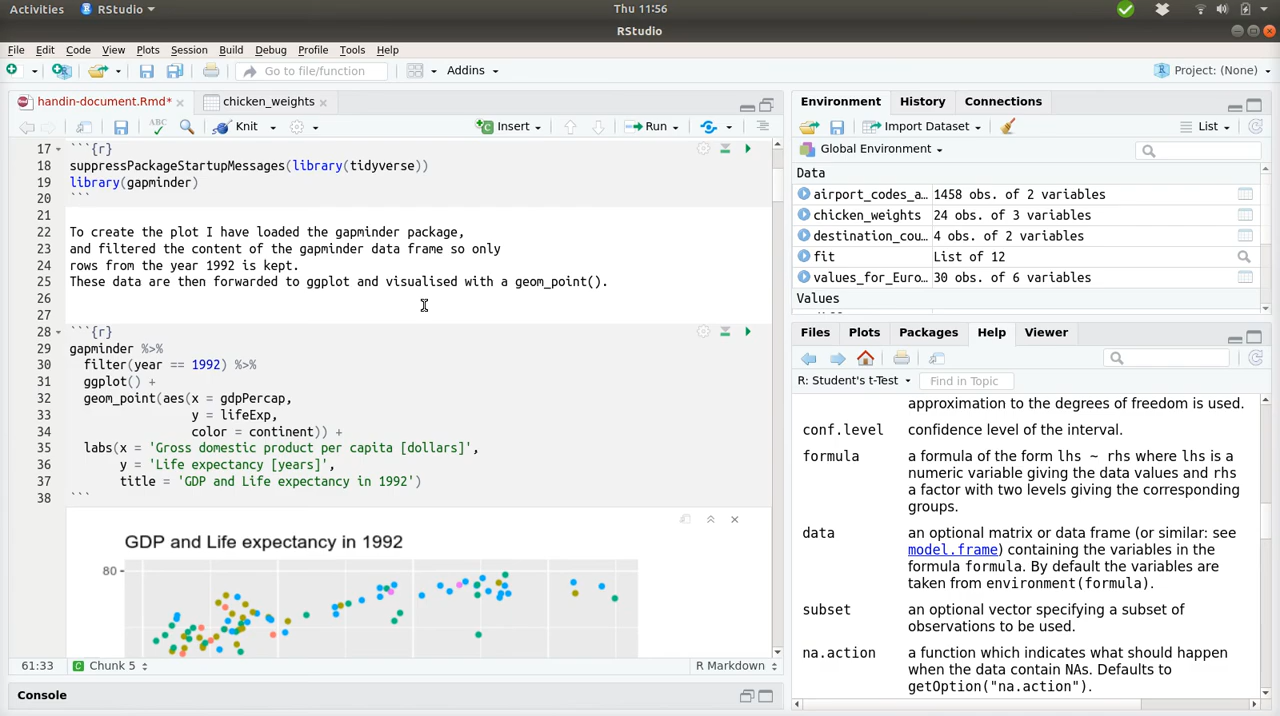 Activities RStudio Thu 11:56
RStudio
File Edit Code View Plots Session Build Debug Profile Tools Help
Go to file/function Addins Project: (None)
handin-document.Rmd* chicken_weights
ABC Knit Insert Run
17 ```{r}
18 suppressPackageStartupMessages(library(tidyverse))
19 library(gapminder)
20 ```
21
22 To create the plot I have loaded the gapminder package,
23 and filtered the content of the gapminder data frame so only
24 rows from the year 1992 is kept.
25 These data are then forwarded to ggplot and visualised with a geom_point().
26
27
28 ```{r}
29 gapminder %>%
30 filter(year == 1992) %>%
31 ggplot() +
32 geom_point(aes(x = gdpPercap,
33 y = lifeExp,
34 color = continent)) +
35 labs(x = 'Gross domestic product per capita [dollars]',
36 y = 'Life expectancy [years]',
37 title = 'GDP and Life expectancy in 1992')
38 ```
GDP and Life expectancy in 1992
80
61:33 C Chunk 5 R Markdown
Console
Environment History Connections
Import Dataset List
Global Environment
Data
airport_codes_a… 1458 obs. of 2 variables
chicken_weights 24 obs. of 3 variables
destination_cou… 4 obs. of 2 variables
fit List of 12
values_for_Euro… 30 obs. of 6 variables
Values
Files Plots Packages Help Viewer
R: Student's t-Test Find in Topic
approximation to the degrees of freedom is used.
conf.level confidence level of the interval.
formula a formula of the form lhs ~ rhs where lhs is a
numeric variable giving the data values and rhs
a factor with two levels giving the corresponding
groups.
data an optional matrix or data frame (or similar: see
model.frame) containing the variables in the
formula formula. By default the variables are
taken from environment(formula).
subset an optional vector specifying a subset of
observations to be used.
na.action a function which indicates what should happen
when the data contain NAs. Defaults to
getOption("na.action").